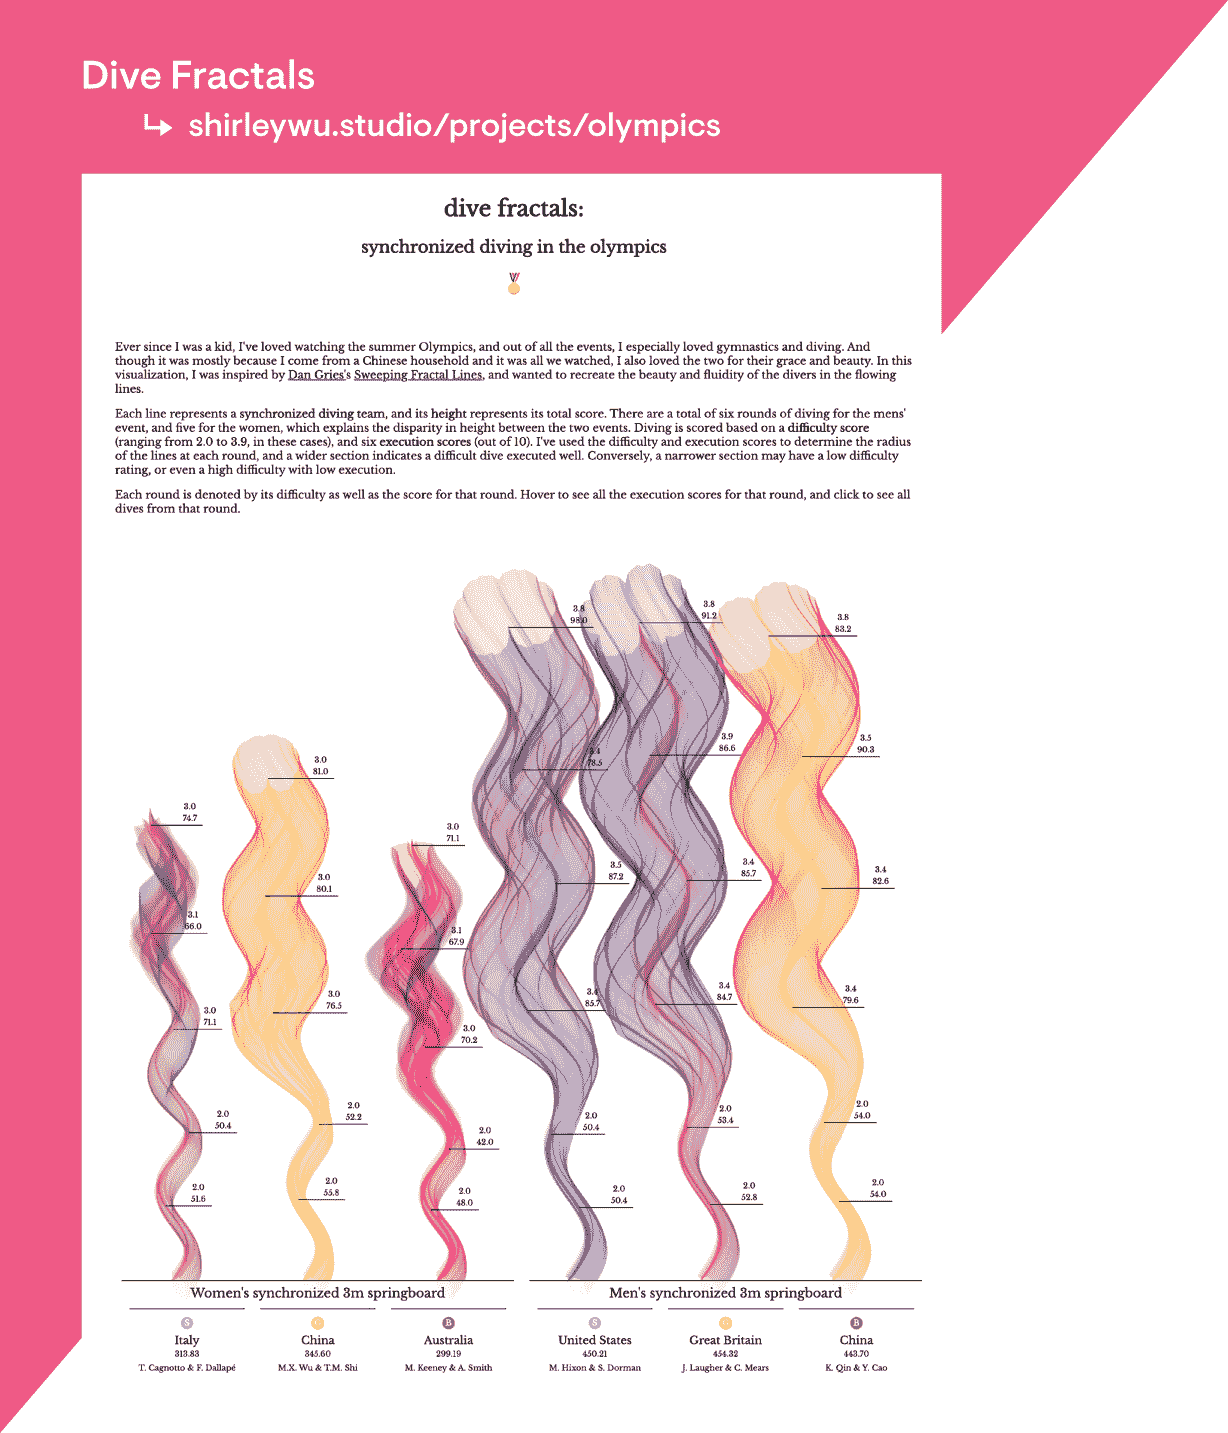 Dive Fractals
↳ shirleywu.studio/projects/olympics
dive fractals:
synchronized diving in the olympics
Ever since I was a kid, I've loved watching the summer Olympics, and out of all the events, I especially loved gymnastics and diving. And
though it was mostly because I come from a Chinese household and it was all we watched, I also loved the two for their grace and beauty. In this
visualization, I was inspired by Dan Gries's Sweeping Fractal Lines, and wanted to recreate the beauty and fluidity of the divers in the flowing
lines.
Each line represents a synchronized diving team, and its height represents its total score. There are a total of six rounds of diving for the mens'
event, and five for the women, which explains the disparity in height between the two events. Diving is scored based on a difficulty score
(ranging from 2.0 to 3.9, in these cases), and six execution scores (out of 10). I've used the difficulty and execution scores to determine the radius
of the lines at each round, and a wider section indicates a difficult dive executed well. Conversely, a narrower section may have a low difficulty
rating, or even a high difficulty with low execution.
Each round is denoted by its difficulty as well as the score for that round. Hover to see all the execution scores for that round, and click to see all
dives from that round.
3.0
74.7
3.1
66.0
3.0
71.1
2.0
50.4
2.0
51.6
3.0
81.0
3.0
80.1
3.0
76.5
2.0
52.2
2.0
55.8
3.0
71.1
3.1
67.9
3.0
70.2
2.0
42.0
2.0
48.0
3.8
98.0
3.4
78.5
3.5
87.2
3.4
85.7
2.0
50.4
2.0
50.4
3.8
91.2
3.9
86.6
3.4
85.7
3.4
84.7
2.0
53.4
2.0
52.8
3.8
83.2
3.5
90.3
3.4
82.6
3.4
79.6
2.0
54.0
2.0
54.0
Women's synchronized 3m springboard
Men's synchronized 3m springboard
S
Italy
313.83
T. Cagnotto & F. Dallapé
G
China
345.60
M.X. Wu & T.M. Shi
B
Australia
299.19
M. Keeney & A. Smith
S
United States
450.21
M. Hixon & S. Dorman
G
Great Britain
454.32
J. Laugher & C. Mears
B
China
443.70
K. Qin & Y. Cao